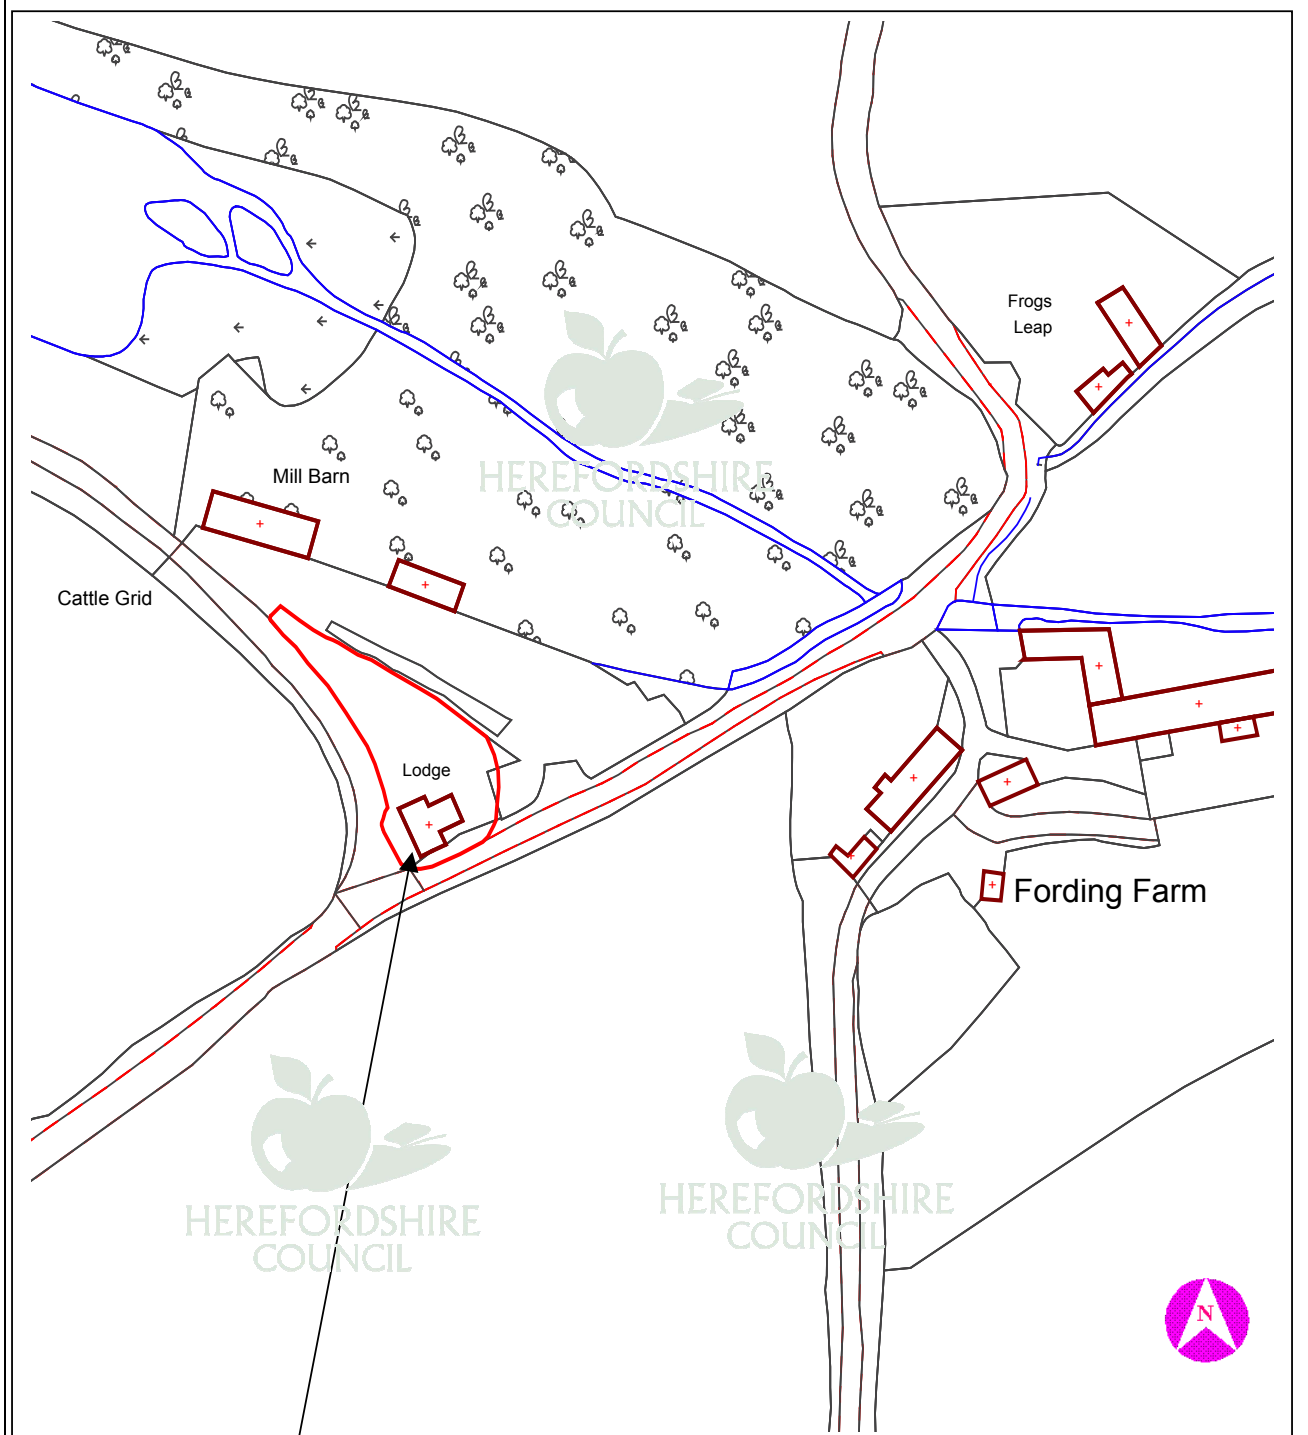 Frogs
Leap
HEREFORDSHIRE
COUNCIL
Mill Barn
Cattle Grid
Lodge
Fording Farm
HEREFORDSHIRE
COUNCIL
HEREFORDSHIRE
COUNCIL
N